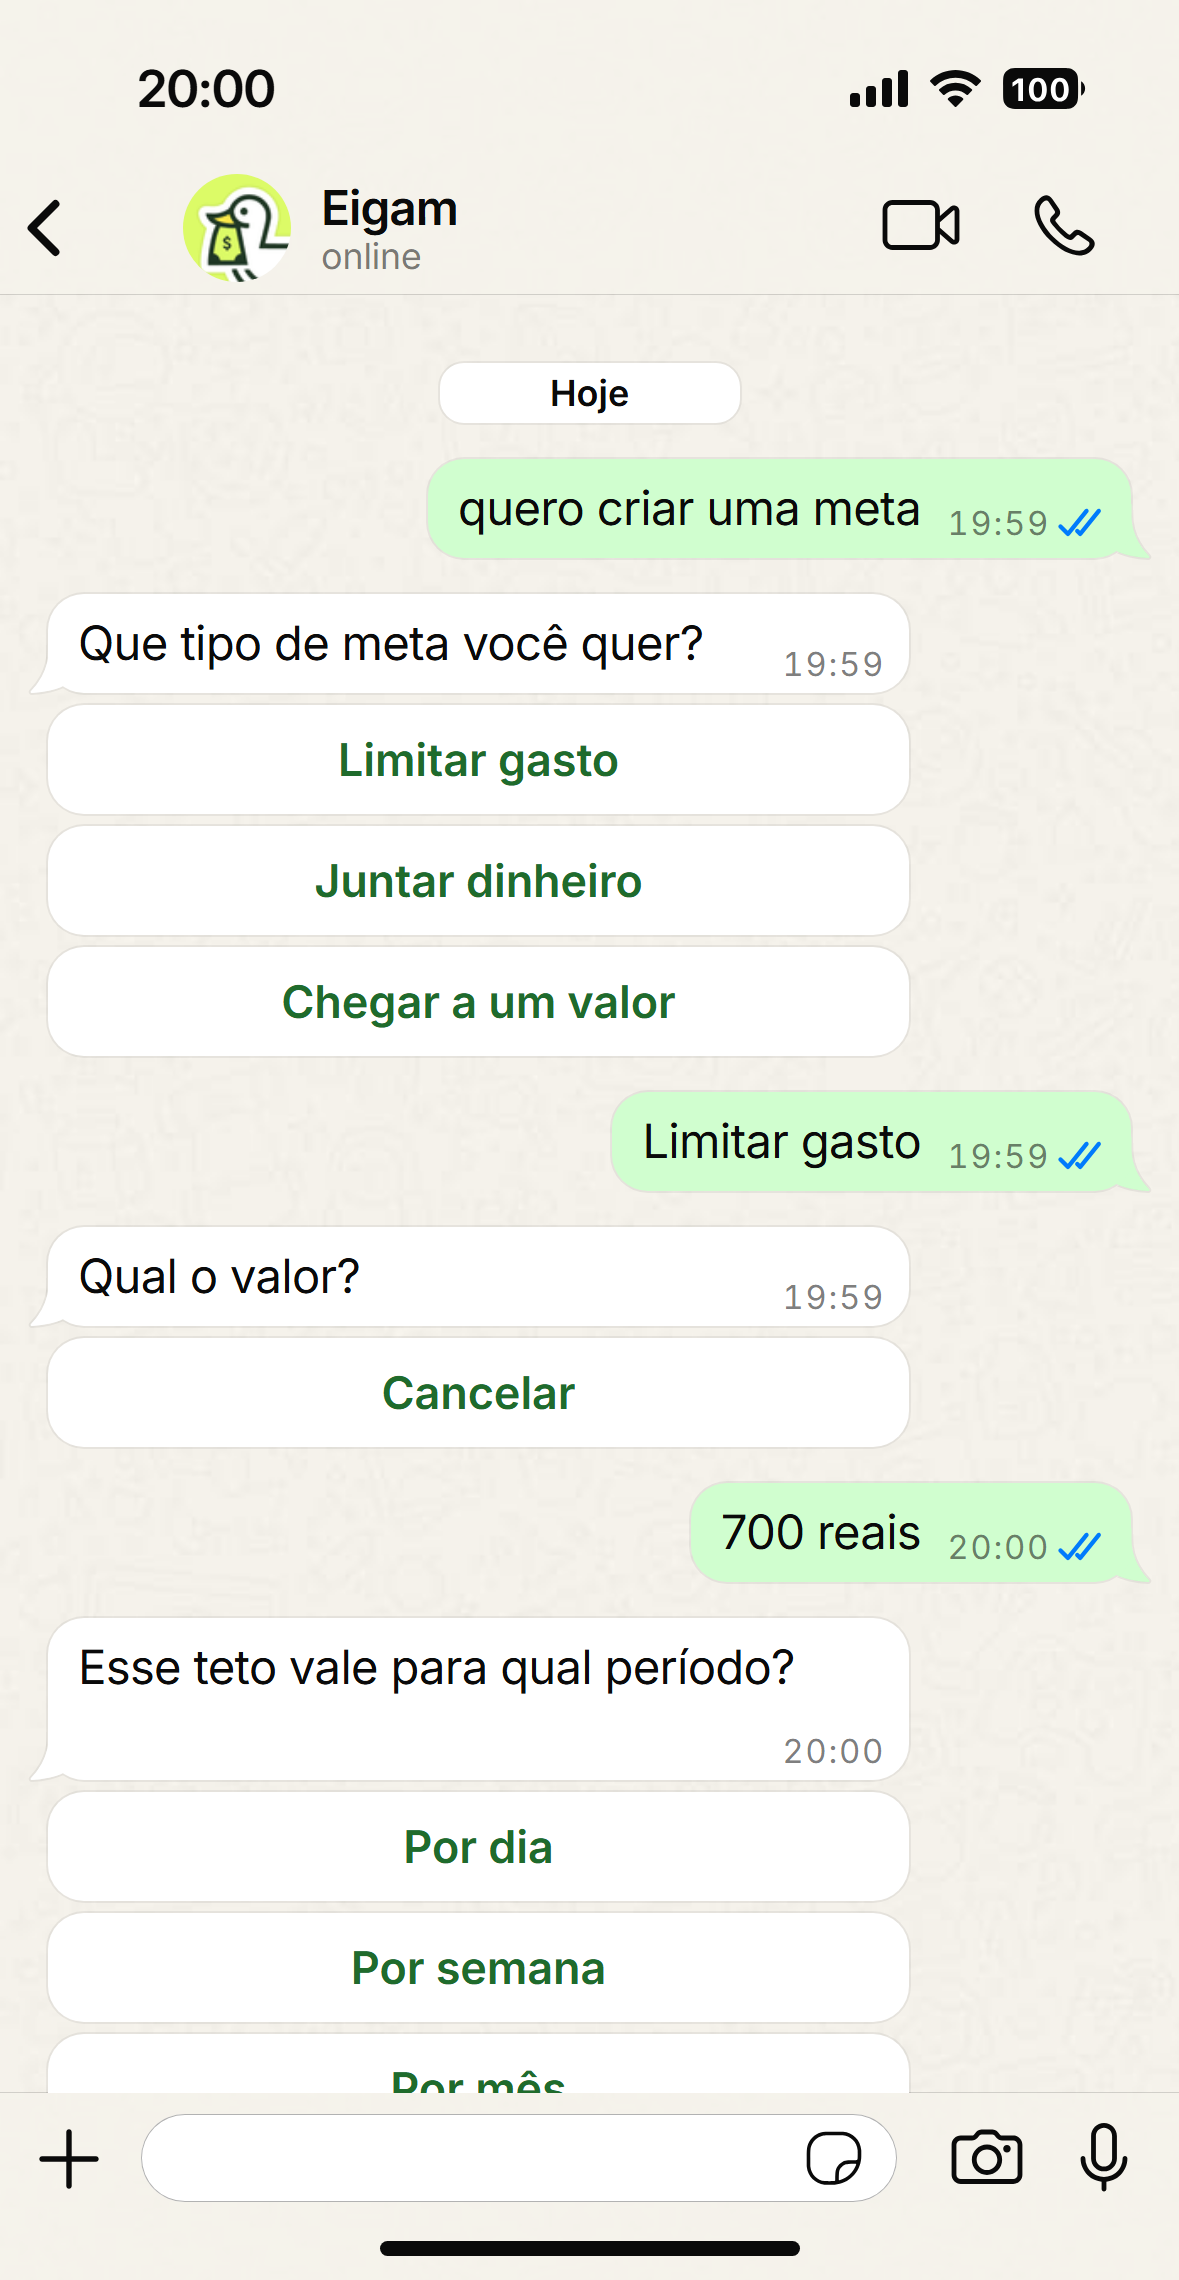 20:00
100
Eigam
online
$
Hoje
quero criar uma meta 19:59
Que tipo de meta você quer? 19:59
Limitar gasto
Juntar dinheiro
Chegar a um valor
Limitar gasto 19:59
Qual o valor? 19:59
Cancelar
700 reais 20:00
Esse teto vale para qual período?
20:00
Por dia
Por semana
Por mês